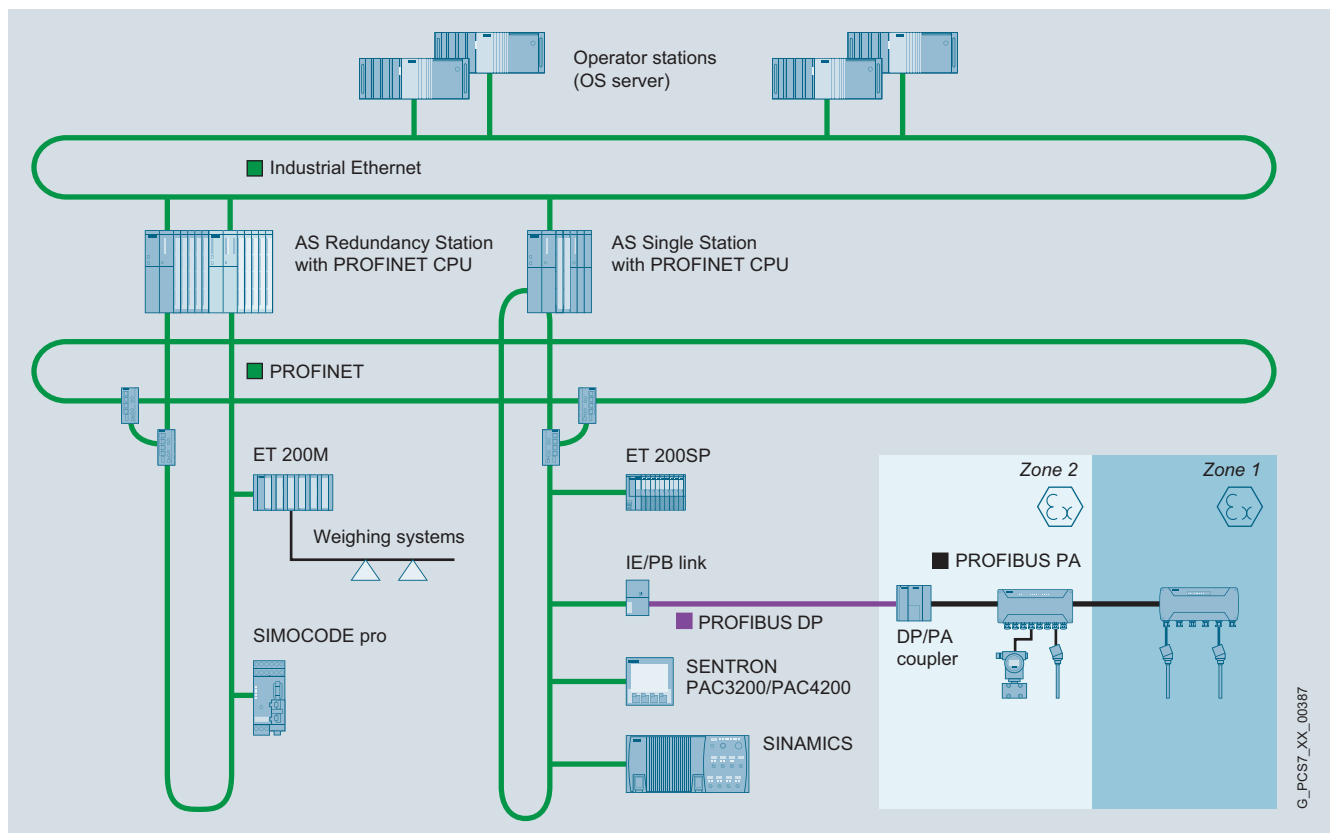 Operator stations
(OS server)
Industrial Ethernet
AS Redundancy Station
with PROFINET CPU
AS Single Station
with PROFINET CPU
PROFINET
ET 200M
Weighing systems
SIMOCODE pro
ET 200SP
IE/PB link
PROFIBUS DP
SENTRON
PAC3200/PAC4200
SINAMICS
Zone 2
Zone 1
Ex
Ex
PROFIBUS PA
DP/PA
coupler
G_PCS7_XX_00387